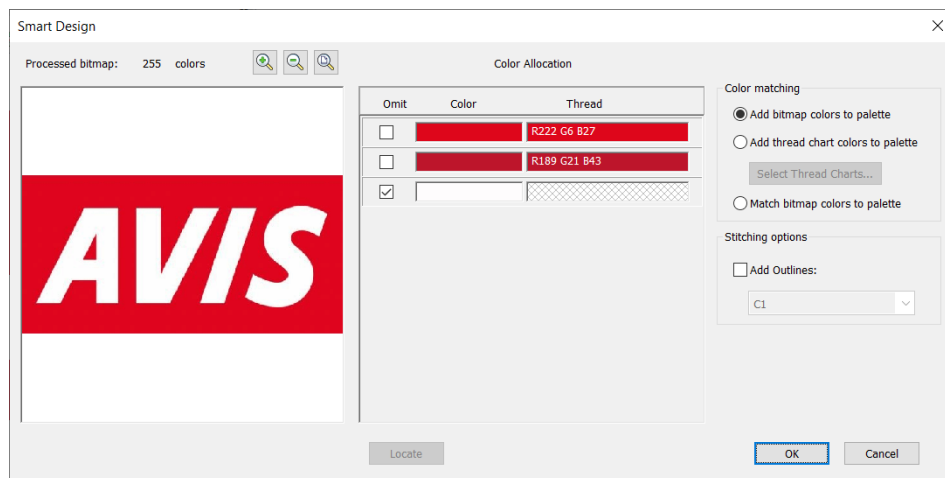 Smart Design
Processed bitmap: 255 colors
Color Allocation
Omit Color Thread
R222 G6 B27
R189 G21 B43
AVIS
Color matching
Add bitmap colors to palette
Add thread chart colors to palette
Select Thread Charts...
Match bitmap colors to palette
Stitching options
Add Outlines:
C1
Locate
OK
Cancel